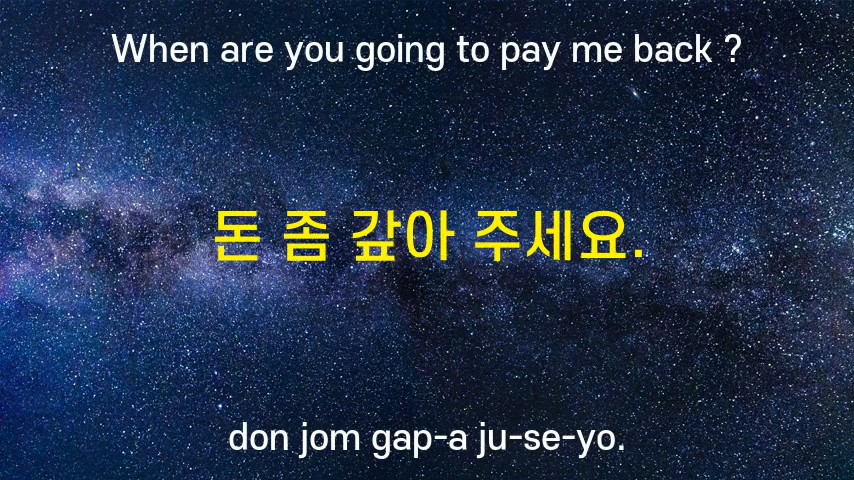 When are you going to pay me back ?
돈 좀 갚아 주세요.
don jom gap-a ju-se-yo.